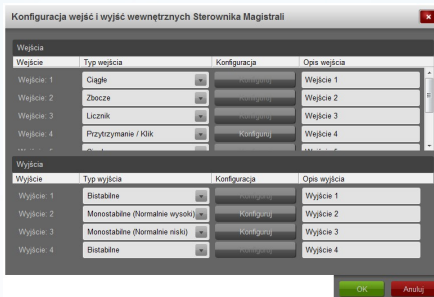 Konfiguracja wejść i wyjść wewnętrznych Sterownika Magistrali
Wejścia
Wejście Typ wejścia Konfiguracja Opis wejścia
Wejście: 1 Ciągłe Konfiguruj Wejście 1
Wejście: 2 Zbocze Konfiguruj Wejście 2
Wejście: 3 Licznik Konfiguruj Wejście 3
Wejście: 4 Przytrzymanie / Klik Konfiguruj Wejście 4
Wyjścia
Wyjście Typ wyjścia Konfiguracja Opis wyjścia
Wyjście: 1 Bistabilne Konfiguruj Wyjście 1
Wyjście: 2 Monostabilne (Normalnie wysoki) Konfiguruj Wyjście 2
Wyjście: 3 Monostabilne (Normalnie niski) Konfiguruj Wyjście 3
Wyjście: 4 Bistabilne Konfiguruj Wyjście 4
OK Anuluj